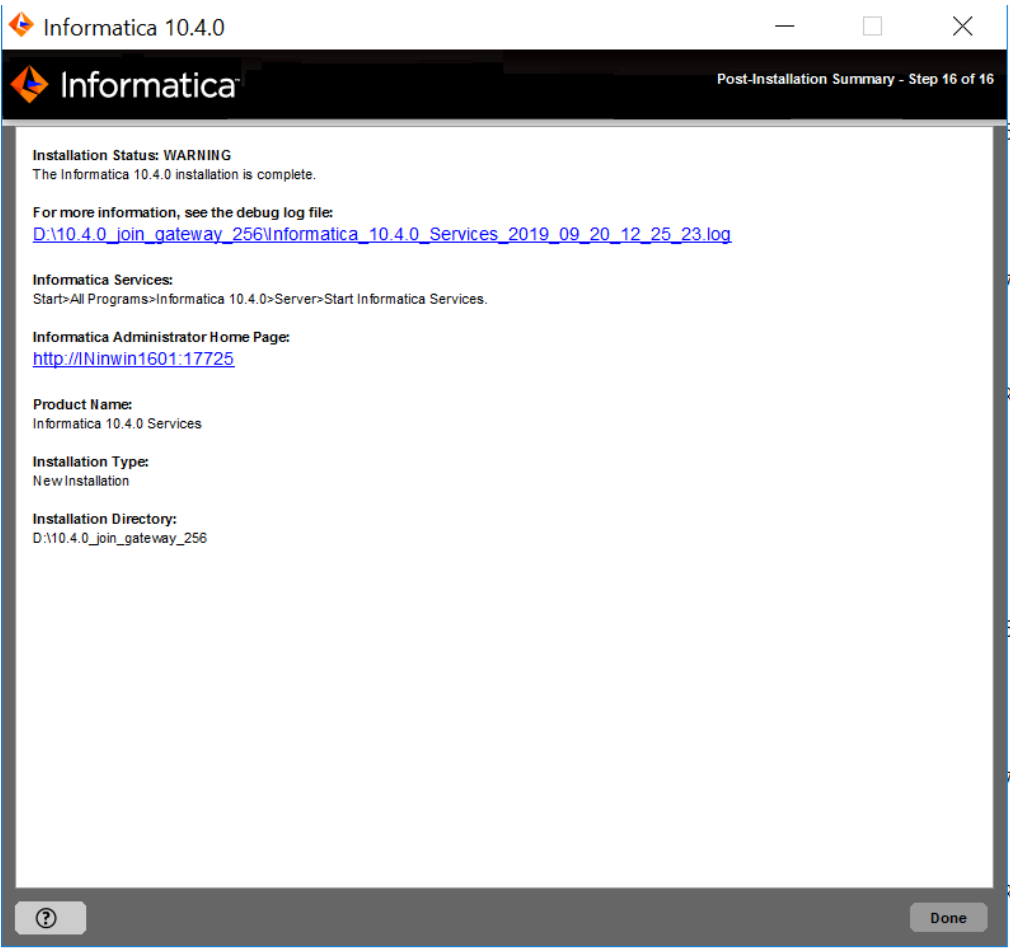 Informatica 10.4.0
Informatica
Post-Installation Summary - Step 16 of 16
Installation Status: WARNING
The Informatica 10.4.0 installation is complete.
For more information, see the debug log file:
D:\10.4.0_join_gateway_256\Informatica_10.4.0_Services_2019_09_20_12_25_23.log
Informatica Services:
Start>All Programs>Informatica 10.4.0>Server>Start Informatica Services.
Informatica Administrator Home Page:
http://INinwin1601:17725
Product Name:
Informatica 10.4.0 Services
Installation Type:
New Installation
Installation Directory:
D:\10.4.0_join_gateway_256
?
Done